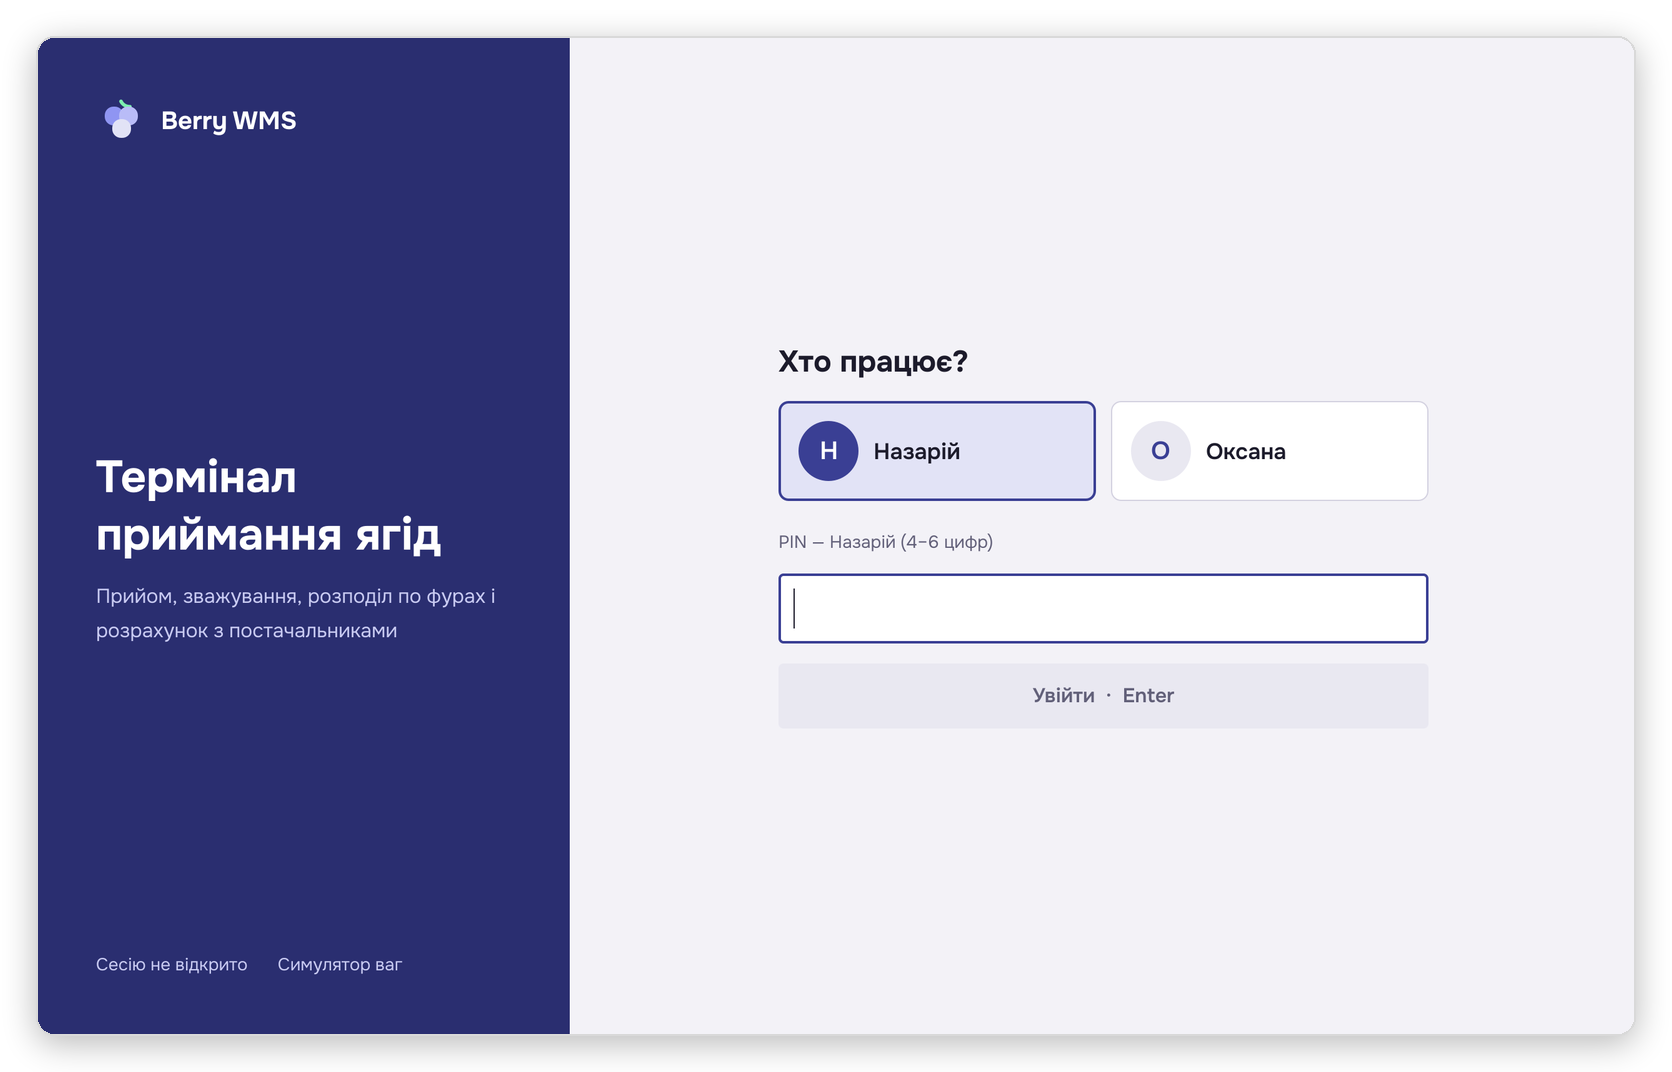 Berry WMS
Термінал
приймання ягід
Прийом, зважування, розподіл по фурах і
розрахунок з постачальниками
Сесію не відкрито
Симулятор ваг
Хто працює?
Н
Назарій
О
Оксана
PIN — Назарій (4–6 цифр)
Увійти · Enter